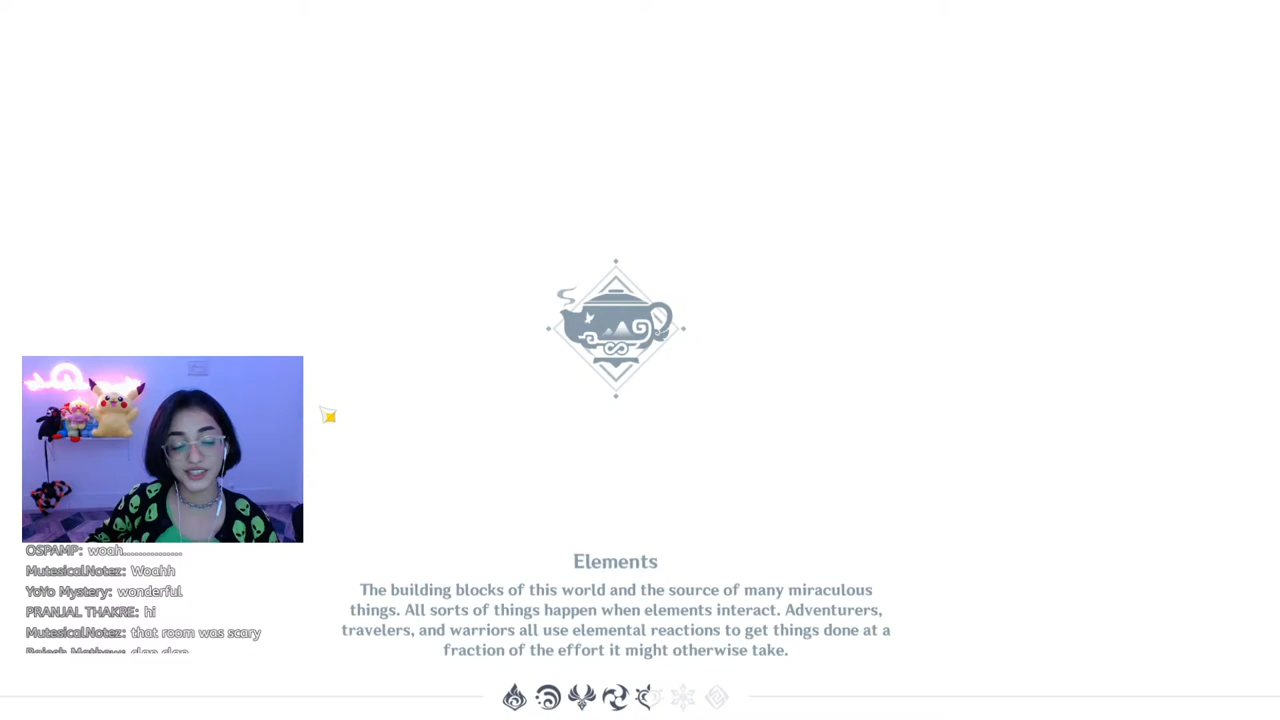 OSPAMP: woah...............
MutesicalNotez: Woahh
YoYo Mystery: wonderful
PRANJAL THAKRE: hi
MutesicalNotez: that room was scary
Elements
The building blocks of this world and the source of many miraculous
things. All sorts of things happen when elements interact. Adventurers,
travelers, and warriors all use elemental reactions to get things done at a
fraction of the effort it might otherwise take.